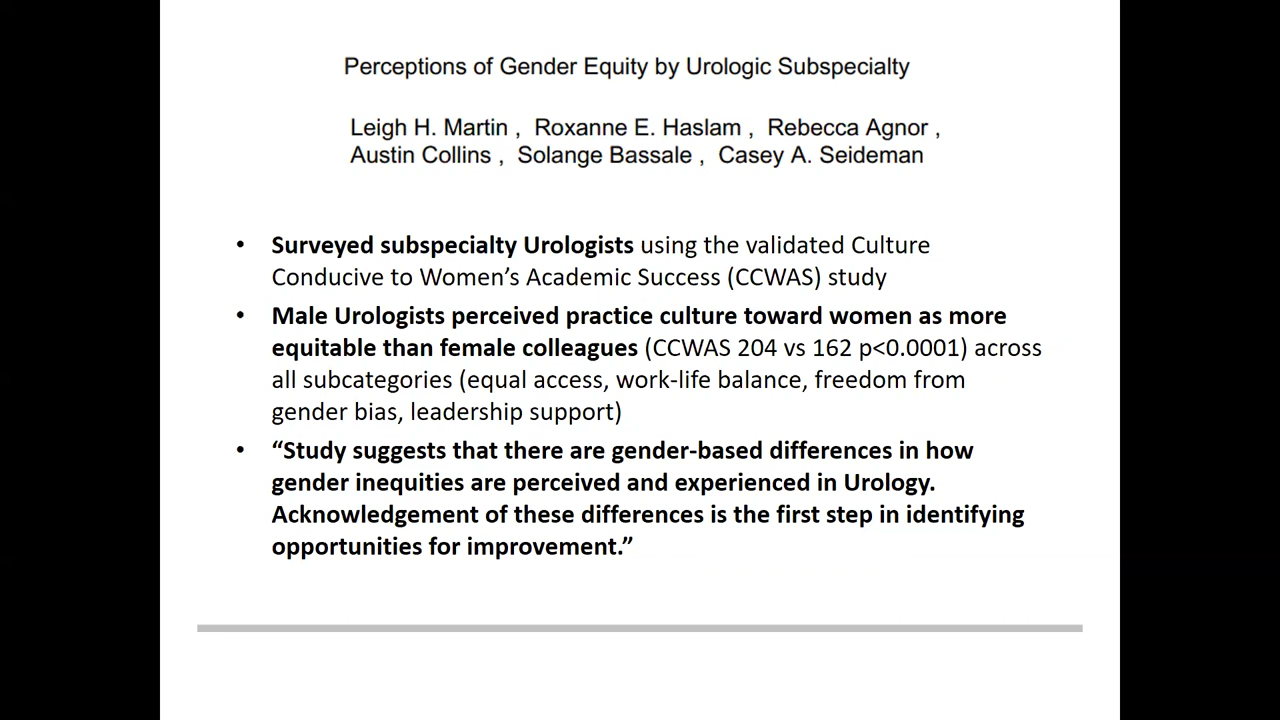 Perceptions of Gender Equity by Urologic Subspecialty
Leigh H. Martin , Roxanne E. Haslam , Rebecca Agnor ,
Austin Collins , Solange Bassale , Casey A. Seideman
• Surveyed subspecialty Urologists using the validated Culture
Conducive to Women’s Academic Success (CCWAS) study
• Male Urologists perceived practice culture toward women as more
equitable than female colleagues (CCWAS 204 vs 162 p<0.0001) across
all subcategories (equal access, work-life balance, freedom from
gender bias, leadership support)
• “Study suggests that there are gender-based differences in how
gender inequities are perceived and experienced in Urology.
Acknowledgement of these differences is the first step in identifying
opportunities for improvement.”